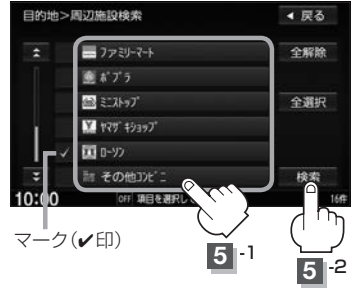 目的地>周辺施設検索
戻る
ファミリーマート
全解除
ポプラ
ミニストップ
全選択
ヤマザキショップ
ローソン
その他コンビニ
検索
10:00
OFF 項目を選択し
16件
マーク(✔印)
5 -1
5 -2